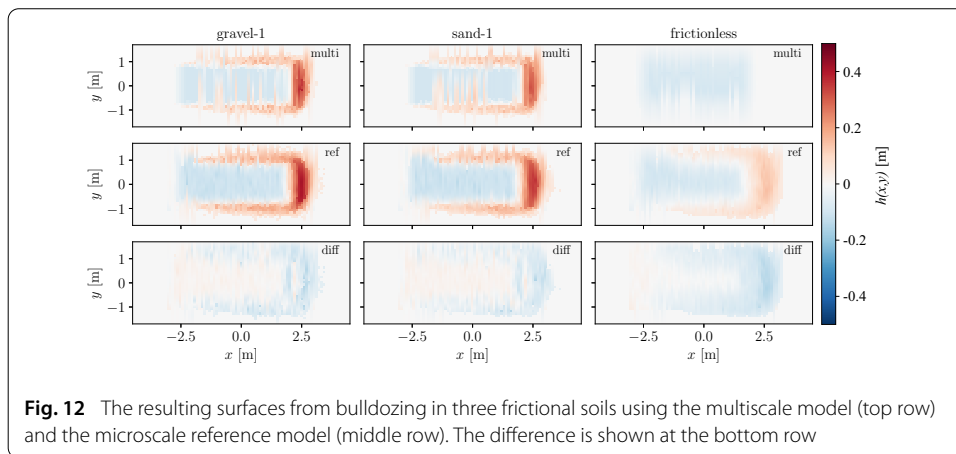 gravel-1 sand-1 frictionless
multi multi multi 0.4
1
y [m] 0
−1
0.2
ref ref ref
1
y [m] 0
−1
0 h(x,y) [m]
-0.2
diff diff diff
1
y [m] 0
−1
-0.4
−2.5 0.0 2.5 −2.5 0.0 2.5 −2.5 0.0 2.5
x [m] x [m] x [m]
Fig. 12 The resulting surfaces from bulldozing in three frictional soils using the multiscale model (top row)
and the microscale reference model (middle row). The difference is shown at the bottom row